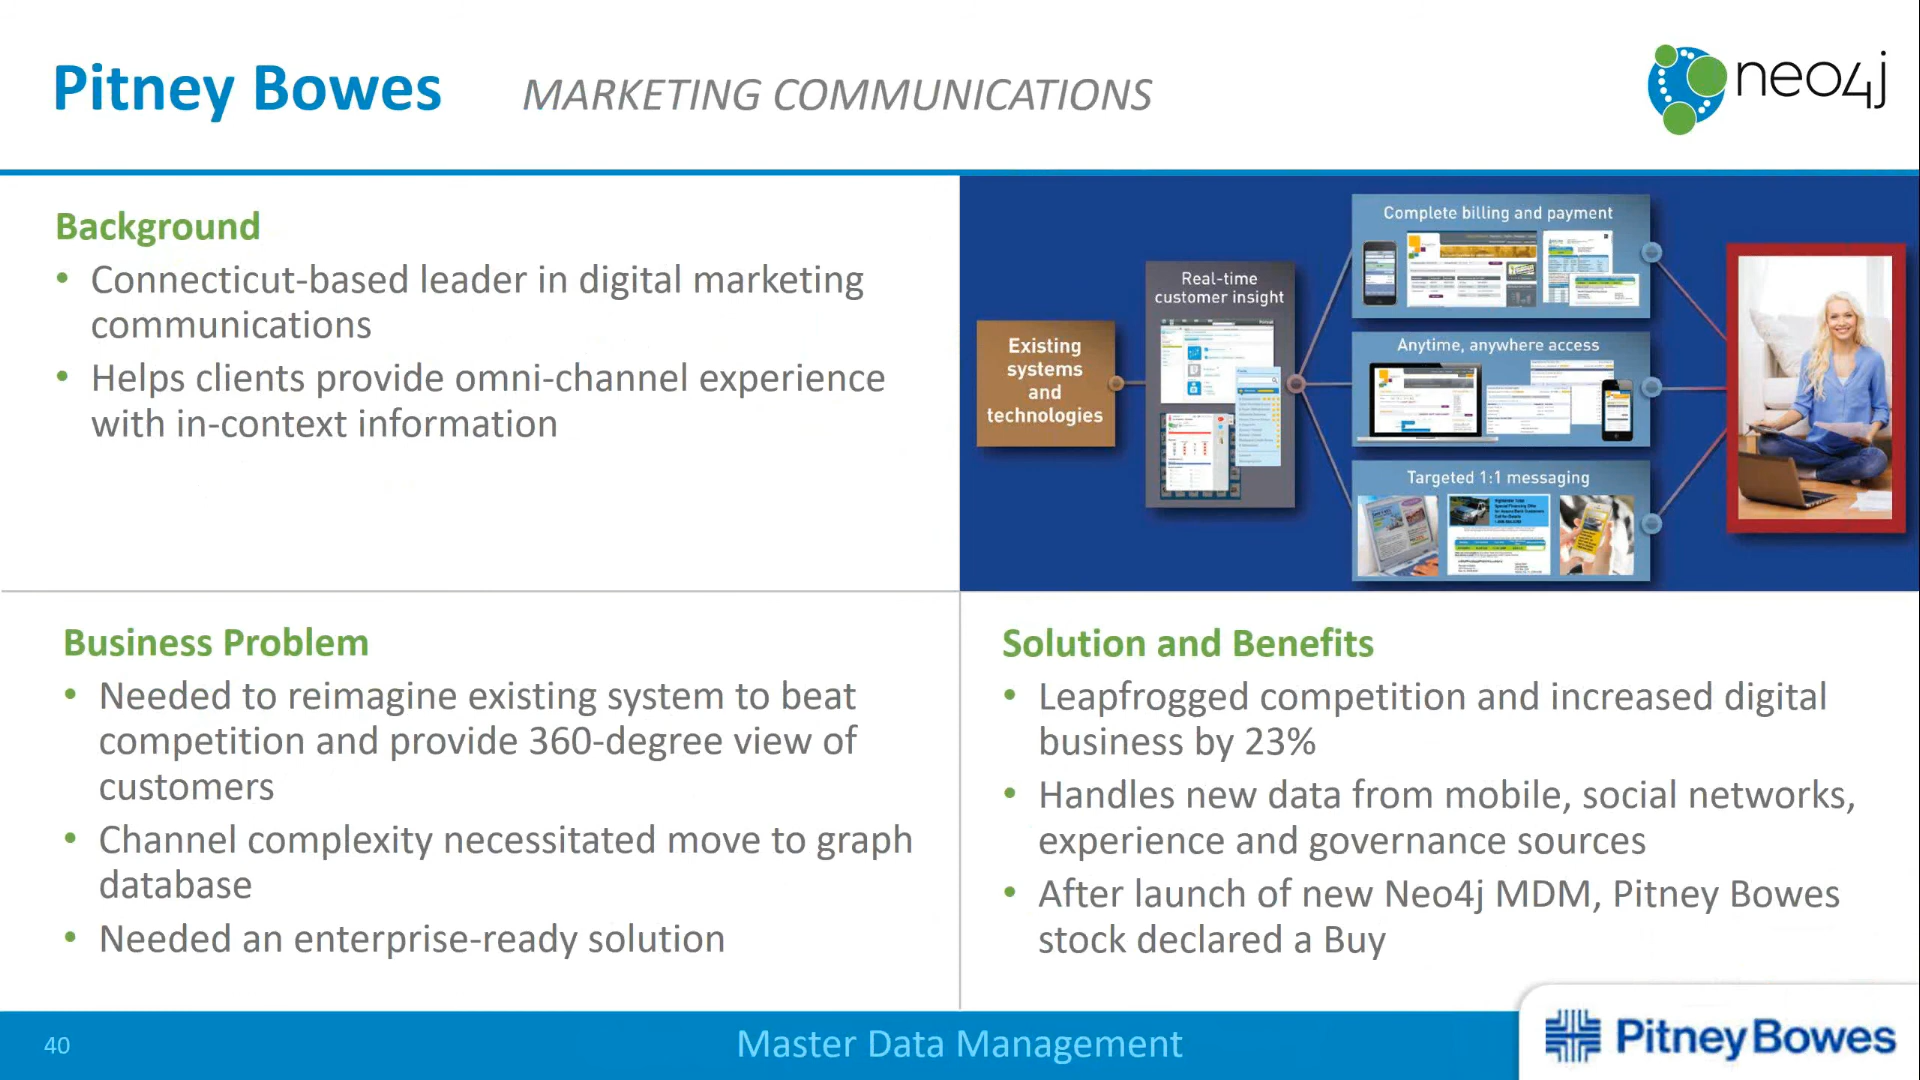 Pitney Bowes MARKETING COMMUNICATIONS
neo4j
Background
• Connecticut-based leader in digital marketing
communications
• Helps clients provide omni-channel experience
with in-context information
Existing
systems
and
technologies
Real-time
customer insight
Complete billing and payment
Anytime, anywhere access
Targeted 1:1 messaging
Business Problem
• Needed to reimagine existing system to beat
competition and provide 360-degree view of
customers
• Channel complexity necessitated move to graph
database
• Needed an enterprise-ready solution
Solution and Benefits
• Leapfrogged competition and increased digital
business by 23%
• Handles new data from mobile, social networks,
experience and governance sources
• After launch of new Neo4j MDM, Pitney Bowes
stock declared a Buy
40
Master Data Management
PitneyBowes